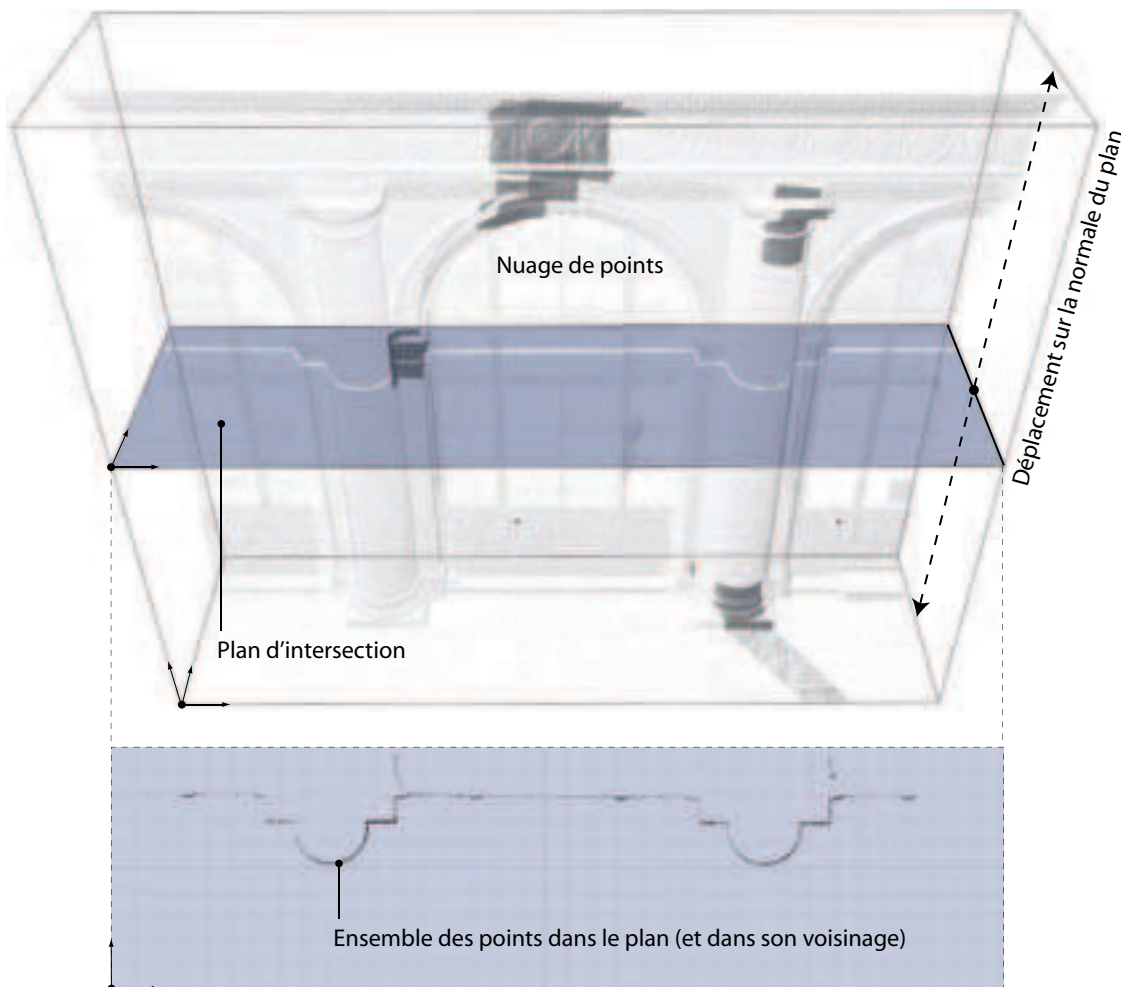 Nuage de points
Déplacement sur la normale du plan
Plan d’intersection
Ensemble des points dans le plan (et dans son voisinage)